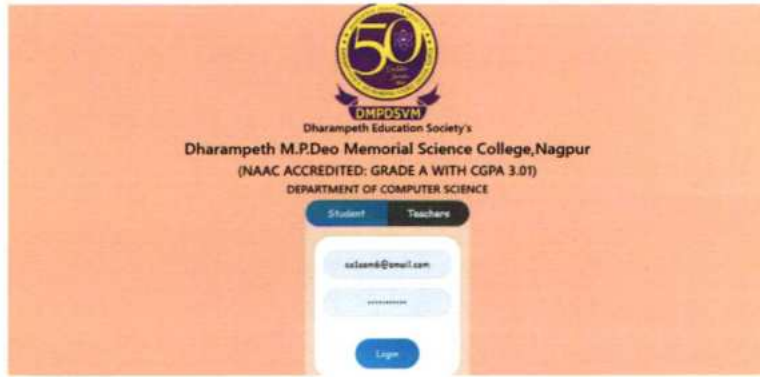 50
DMPDSVM
Dharampeth Education Society's
Dharampeth M.P.Deo Memorial Science College,Nagpur
(NAAC ACCREDITED: GRADE A WITH CGPA 3.01)
DEPARTMENT OF COMPUTER SCIENCE
Student Teachers
Login